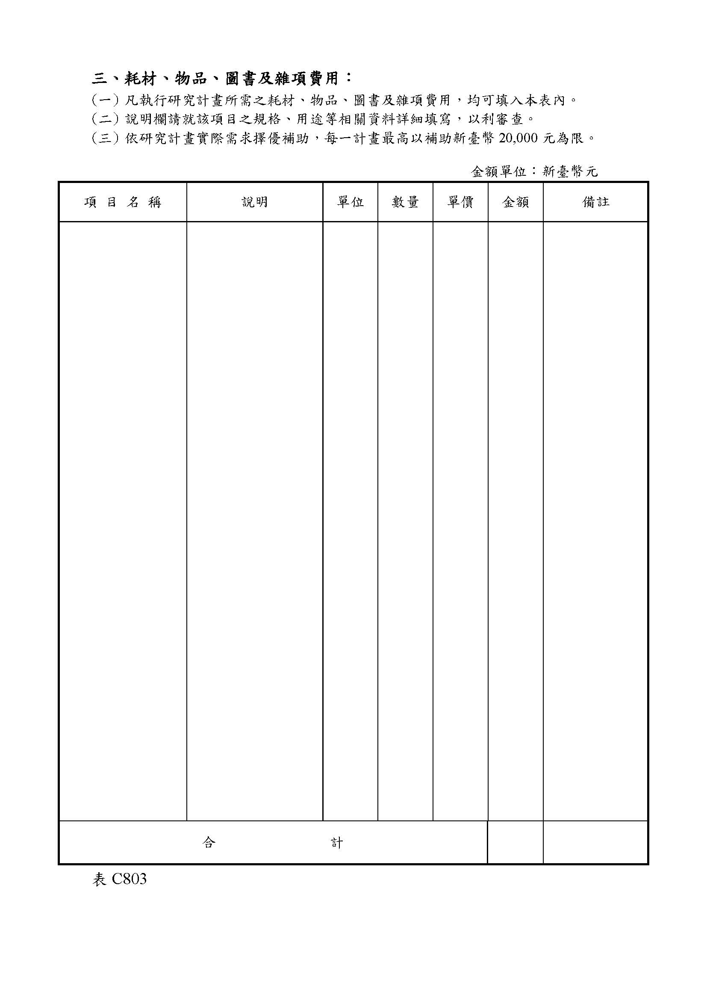 三、耗材、物品、圖書及雜項費用：
(一) 凡執行研究計畫所需之耗材、物品、圖書及雜項費用，均可填入本表內。
(二) 說明欄請就該項目之規格、用途等相關資料詳細填寫，以利審查。
(三) 依研究計畫實際需求擇優補助，每一計畫最高以補助新臺幣 20,000 元為限。
金額單位：新臺幣元
項 目 名 稱 說明 單位 數量 單價 金額 備註
合 計
表 C803